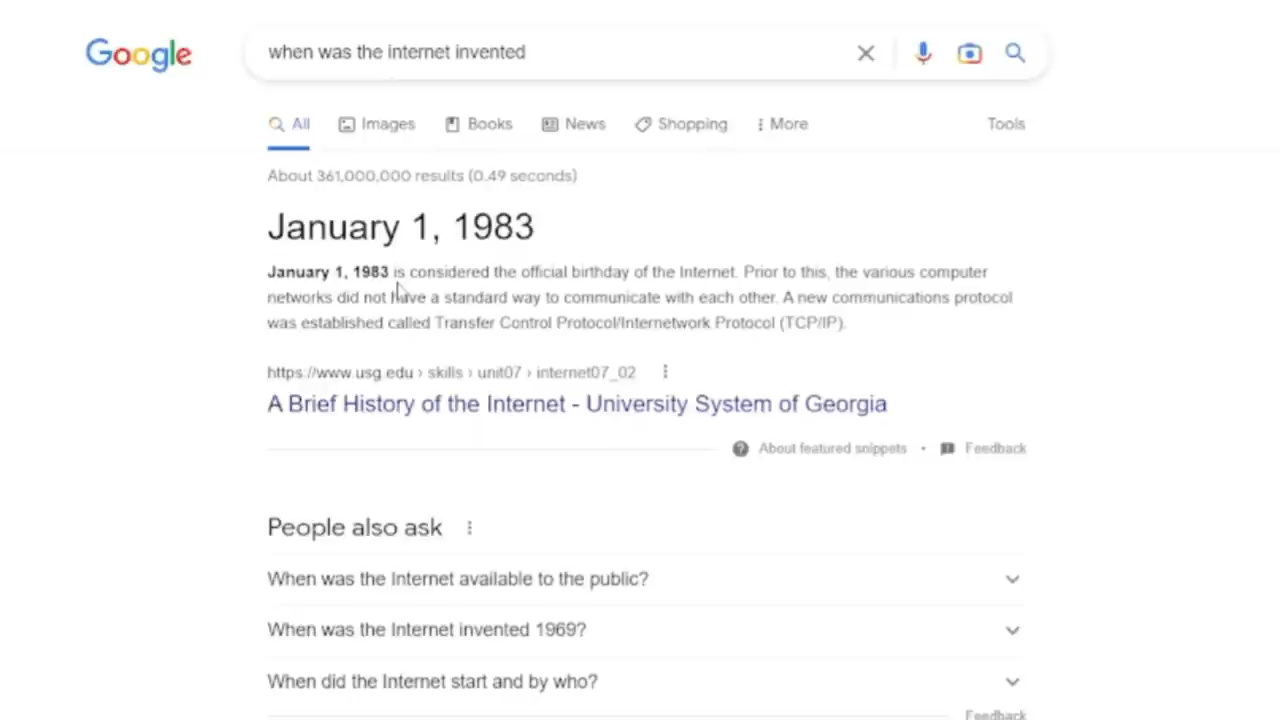 Google
when was the internet invented
All Images Books News Shopping More Tools
About 361,000,000 results (0.49 seconds)
January 1, 1983
January 1, 1983 is considered the official birthday of the Internet. Prior to this, the various computer
networks did not have a standard way to communicate with each other. A new communications protocol
was established called Transfer Control Protocol/Internetwork Protocol (TCP/IP).
https://www.usg.edu › skills › unit07 › internet07_02
A Brief History of the Internet - University System of Georgia
About featured snippets • Feedback
People also ask
When was the Internet available to the public?
When was the Internet invented 1969?
When did the Internet start and by who?
Feedback